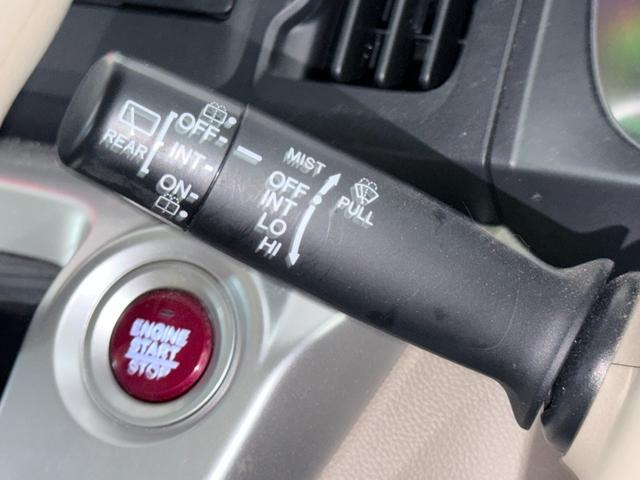 REAR
OFF
INT
ON
MIST
OFF
INT
LO
HI
PULL
ENGINE
START
STOP